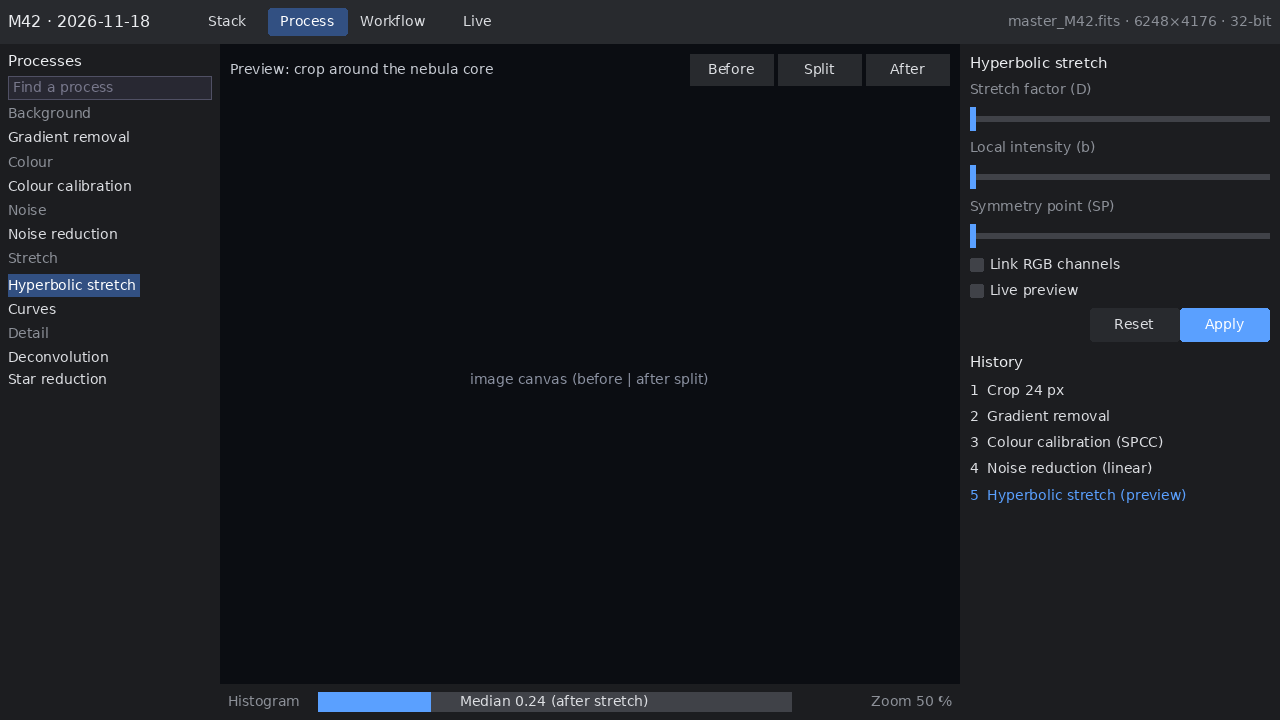 M42 · 2026-11-18 Stack Process Workflow Live master_M42.fits · 6248×4176 · 32-bit
Processes
Find a process
Background
Gradient removal
Colour
Colour calibration
Noise
Noise reduction
Stretch
Hyperbolic stretch
Curves
Detail
Deconvolution
Star reduction
Preview: crop around the nebula core Before Split After
image canvas (before | after split)
Histogram Median 0.24 (after stretch) Zoom 50 ℅
Hyperbolic stretch
Stretch factor (D)
Local intensity (b)
Symmetry point (SP)
Link RGB channels
Live preview
Reset Apply
History
1 Crop 24 px
2 Gradient removal
3 Colour calibration (SPCC)
4 Noise reduction (linear)
5 Hyperbolic stretch (preview)